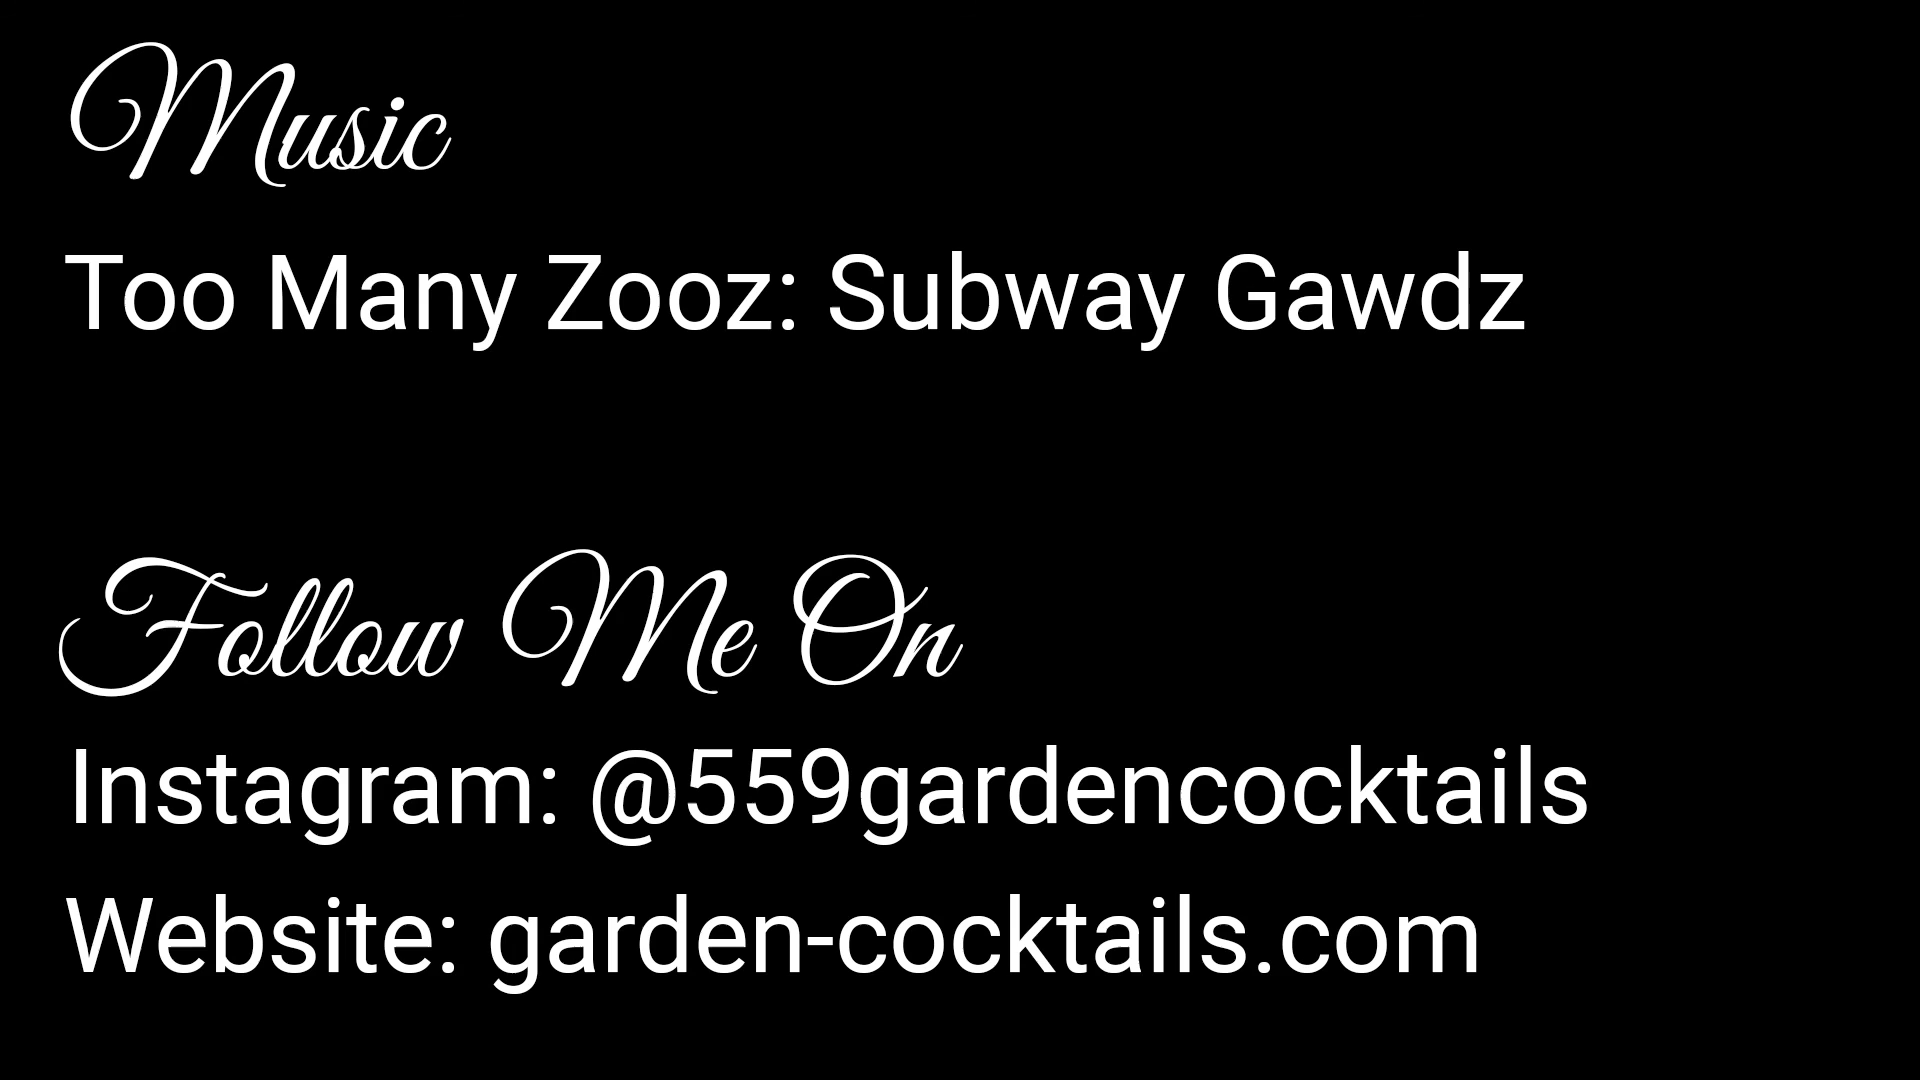 Music
Too Many Zooz: Subway Gawdz
Follow Me On
Instagram: @559gardencocktails
Website: garden-cocktails.com